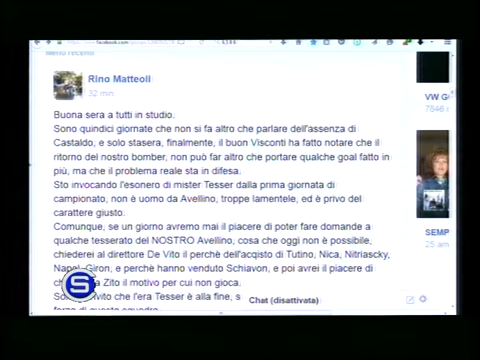 facebook.com
Rino Matteoli
32 min
Buona sera a tutti in studio.
Sono quindici giornate che non si fa altro che parlare dell'assenza di
Castaldo, e solo stasera, finalmente, il buon Visconti ha fatto notare che il
ritorno del nostro bomber, non può far altro che portare qualche goal fatto in
più, ma che il problema reale sta in difesa.
Sto invocando l'esonero di mister Tesser dalla prima giornata di
campionato, non è uomo da Avellino, troppe lamentele, ed è privo del
carattere giusto.
Comunque, se un giorno avremo mai il piacere di poter fare domande a
qualche tesserato del NOSTRO Avellino, cosa che oggi non è possibile,
chiederei al direttore De Vito il perchè dell'acqisto di Tutino, Nica, Nitriascky,
Giron, e perchè hanno venduto Schiavon, e poi avrei il piacere di
Zito il motivo per cui non gioca.
che l'era Tesser è alla fine, s
Chat (disattivata)
S
VW G
7846
SEMP
25 am